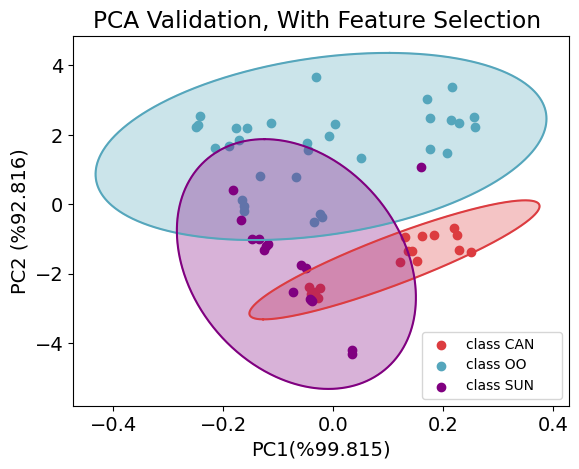 PCA Validation, With Feature Selection
4
2
0
−2
−4
PC2 (%92.816)
−0.4
−0.2
0.0
0.2
0.4
PC1(%99.815)
class CAN
class OO
class SUN